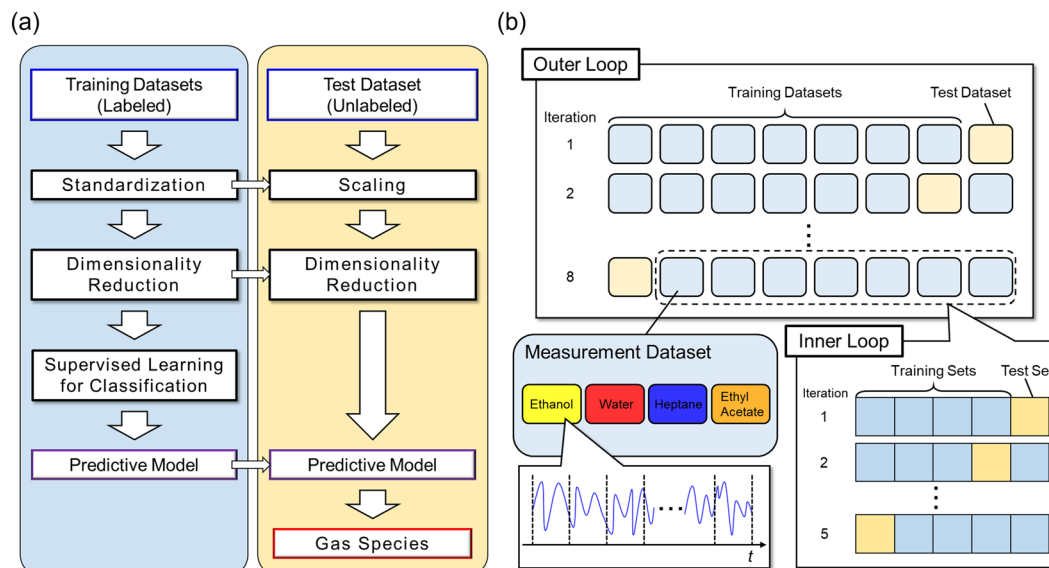 (a)
Training Datasets
(Labeled)
Standardization
Dimensionality
Reduction
Supervised Learning
for Classification
Predictive Model
Test Dataset
(Unlabeled)
Scaling
Dimensionality
Reduction
Predictive Model
Gas Species
(b)
Outer Loop
Training Datasets
Test Dataset
Iteration
1
2
8
Measurement Dataset
Ethanol
Water
Heptane
Ethyl
Acetate
t
Inner Loop
Training Sets
Test Se
Iteration
1
2
5